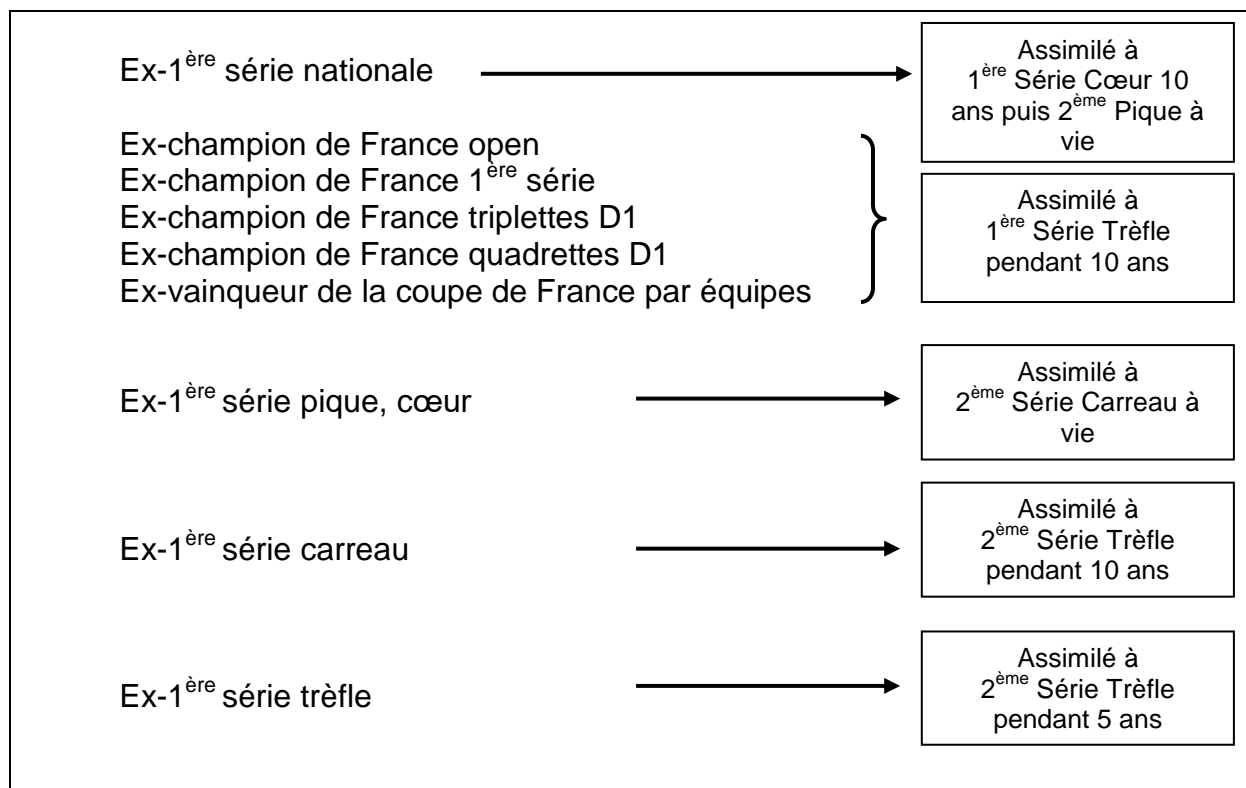 Ex-1ère série nationale
Assimilé à
1ère Série Cœur 10
ans puis 2ème Pique à
vie
Ex-champion de France open
Ex-champion de France 1ère série
Ex-champion de France triplettes D1
Ex-champion de France quadrettes D1
Ex-vainqueur de la coupe de France par équipes
Assimilé à
1ère Série Trèfle
pendant 10 ans
Ex-1ère série pique, cœur
Assimilé à
2ème Série Carreau à
vie
Ex-1ère série carreau
Assimilé à
2ème Série Trèfle
pendant 10 ans
Ex-1ère série trèfle
Assimilé à
2ème Série Trèfle
pendant 5 ans